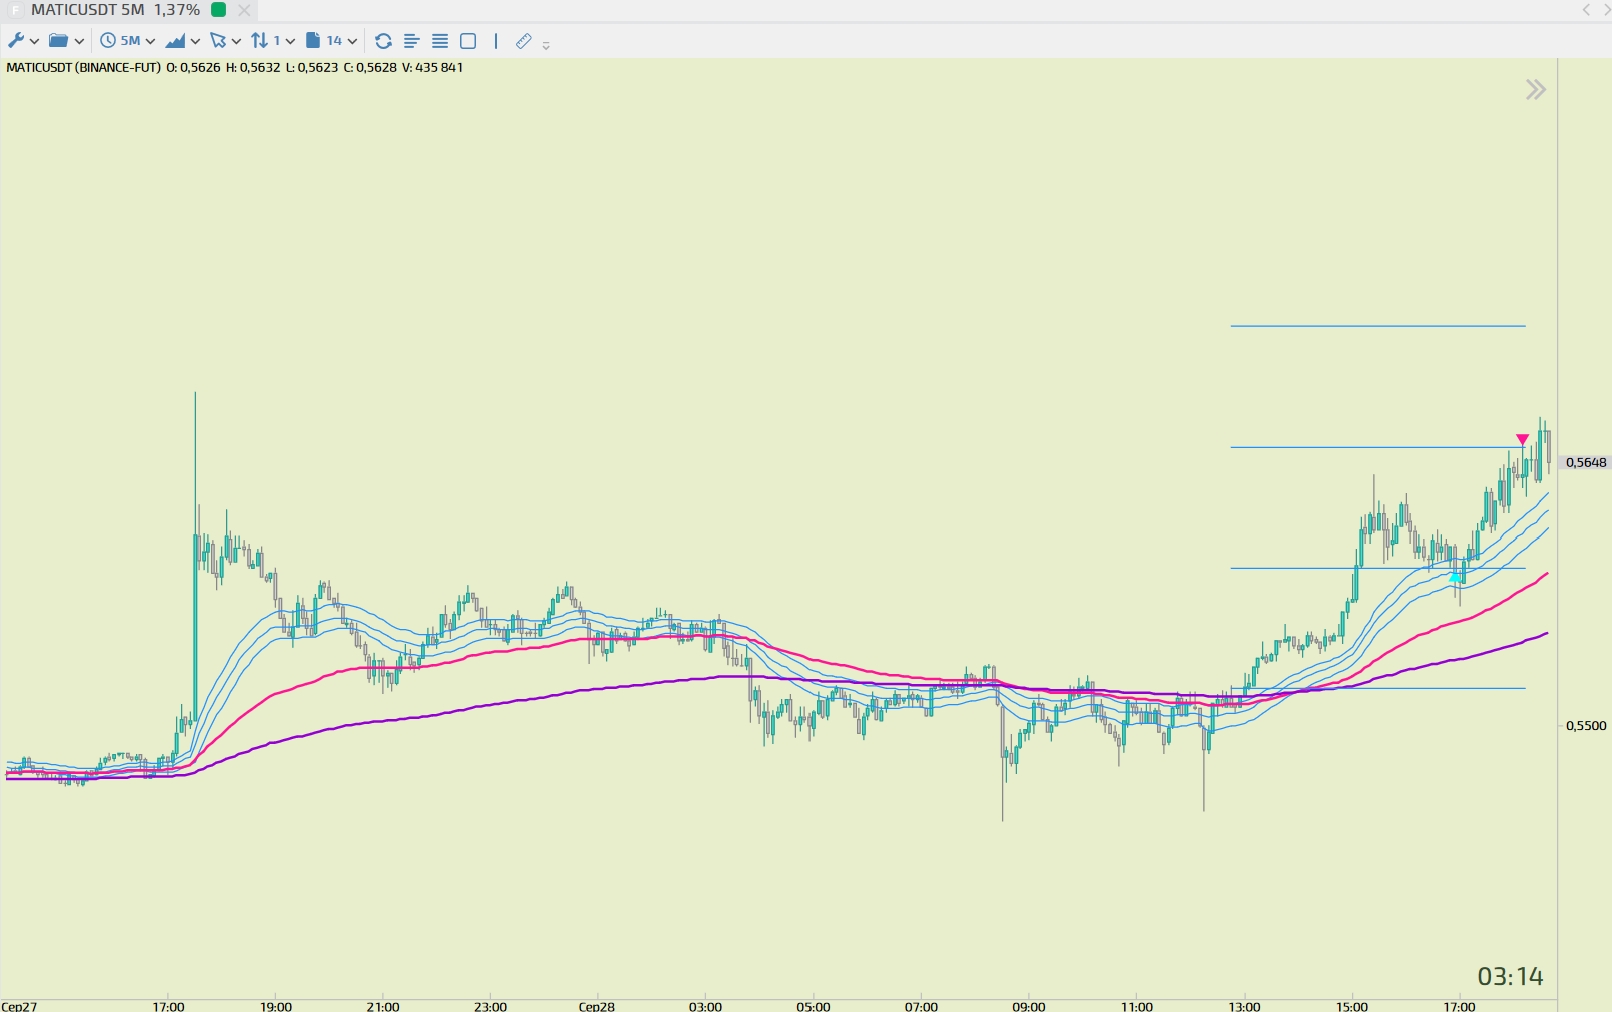 F MATICUSDT 5M 1,37%
5M 1 14
MATICUSDT (BINANCE-FUT) O: 0,5626 H: 0,5632 L: 0,5623 C: 0,5628 V: 435 841
0,5648
0,5500
03:14
Сер27 17:00 19:00 21:00 23:00 Сер28 03:00 05:00 07:00 09:00 11:00 13:00 15:00 17:00